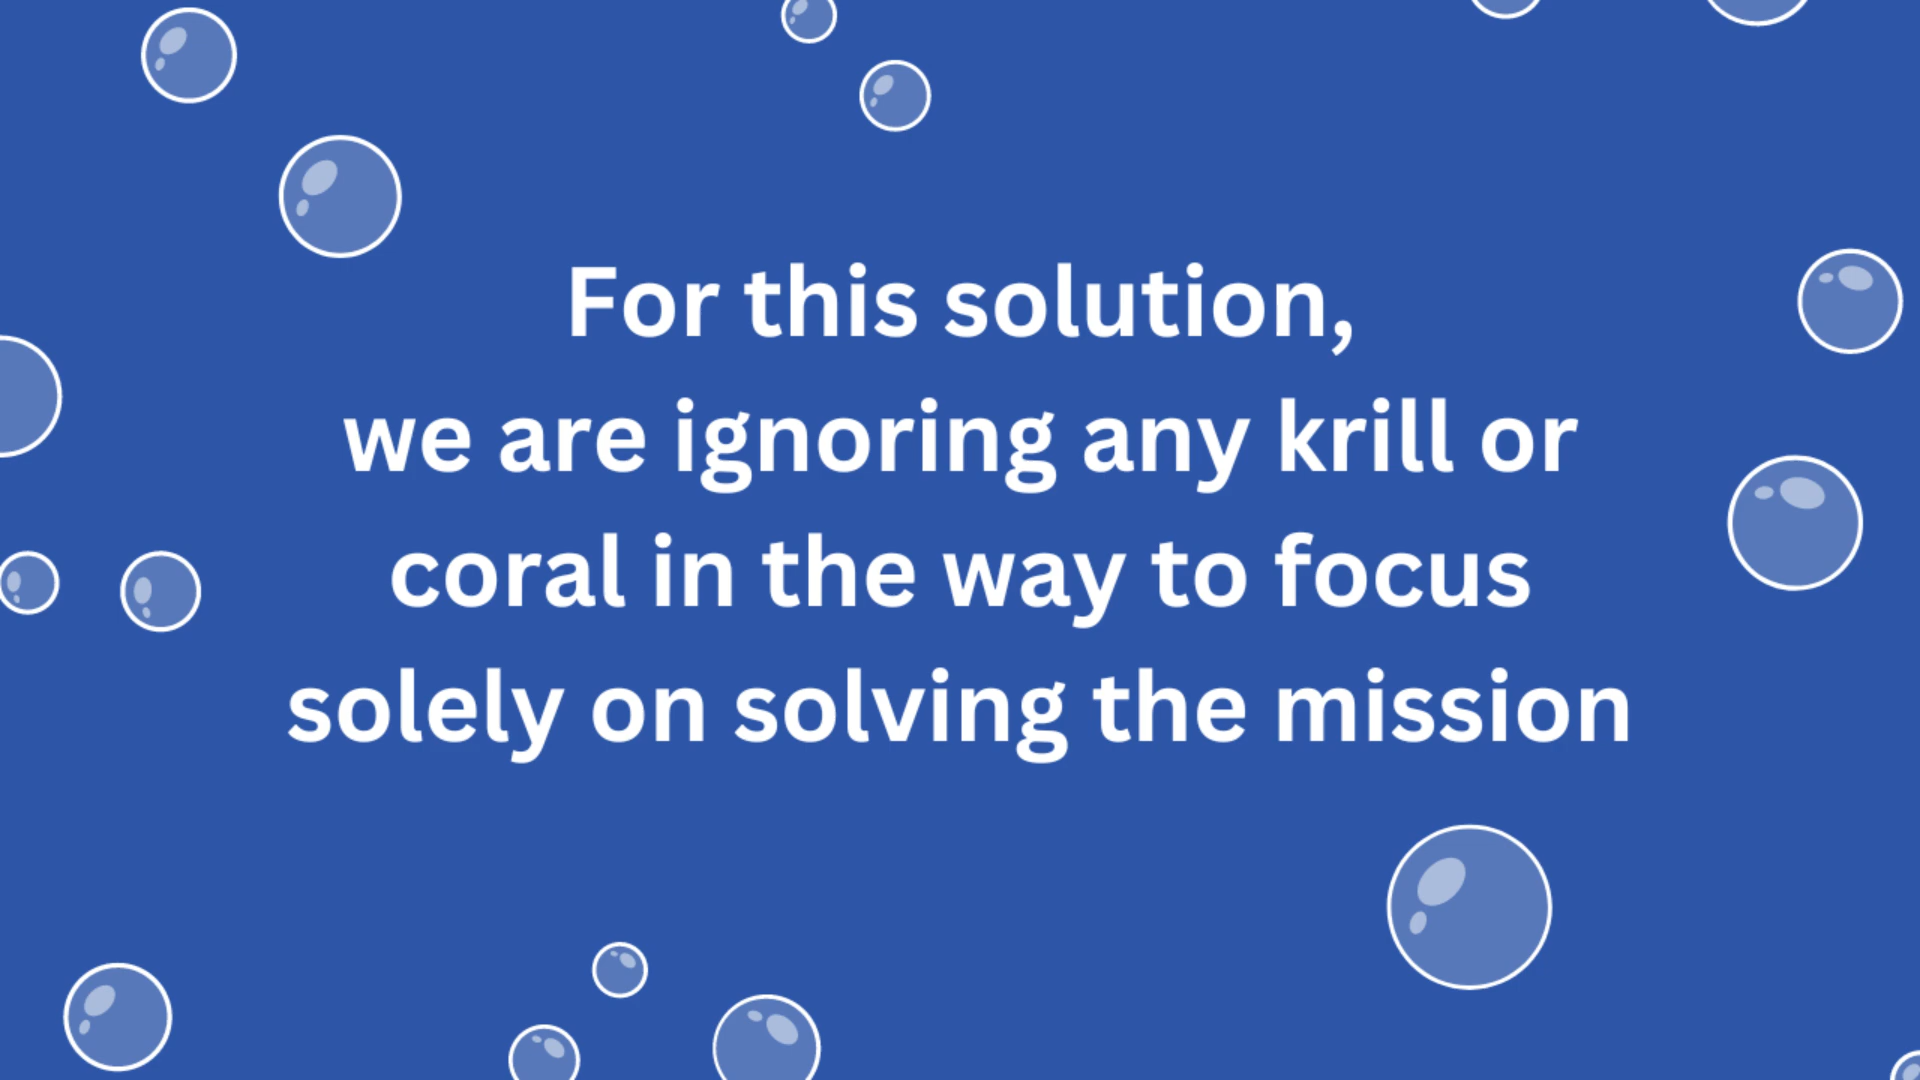 For this solution,
we are ignoring any krill or
coral in the way to focus
solely on solving the mission